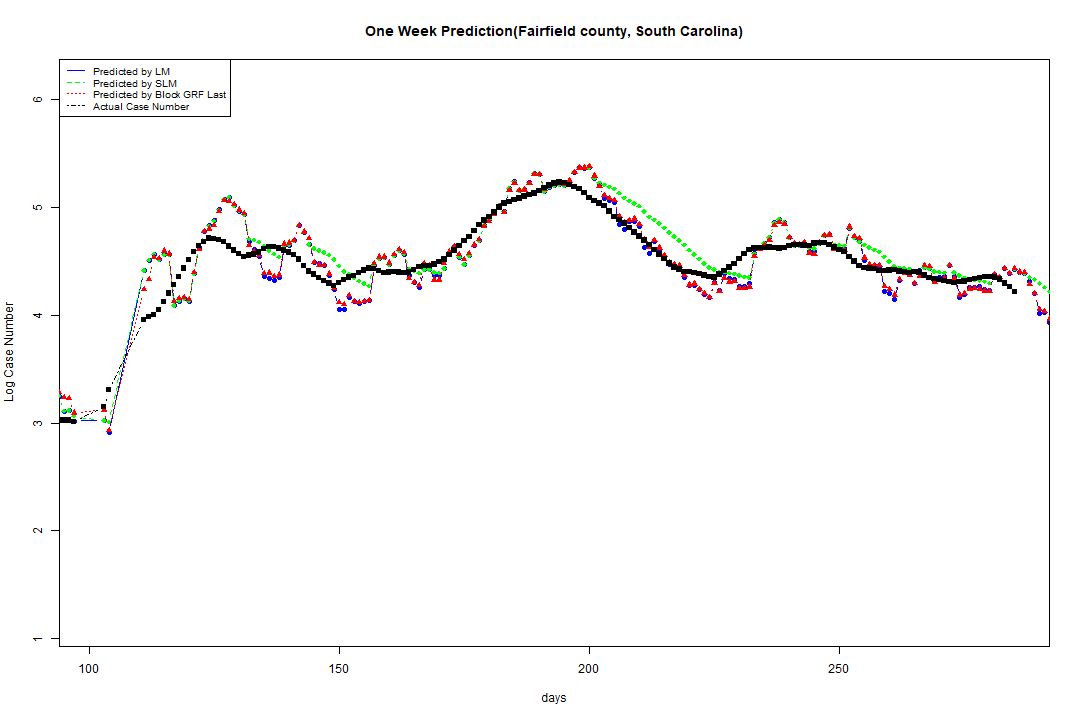 One Week Prediction(Fairfield county, South Carolina)
Predicted by LM
Predicted by SLM
Predicted by Block GRF Last
Actual Case Number
6
5
4
3
2
1
Log Case Number
100 150 200 250
days